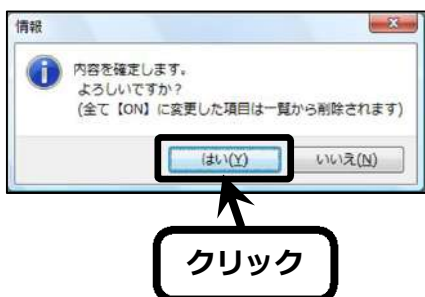 情報
内容を確定します。
よろしいですか?
(全て【ON】に変更した項目は一覧から削除されます)
はい(Y) いいえ(N)
クリック